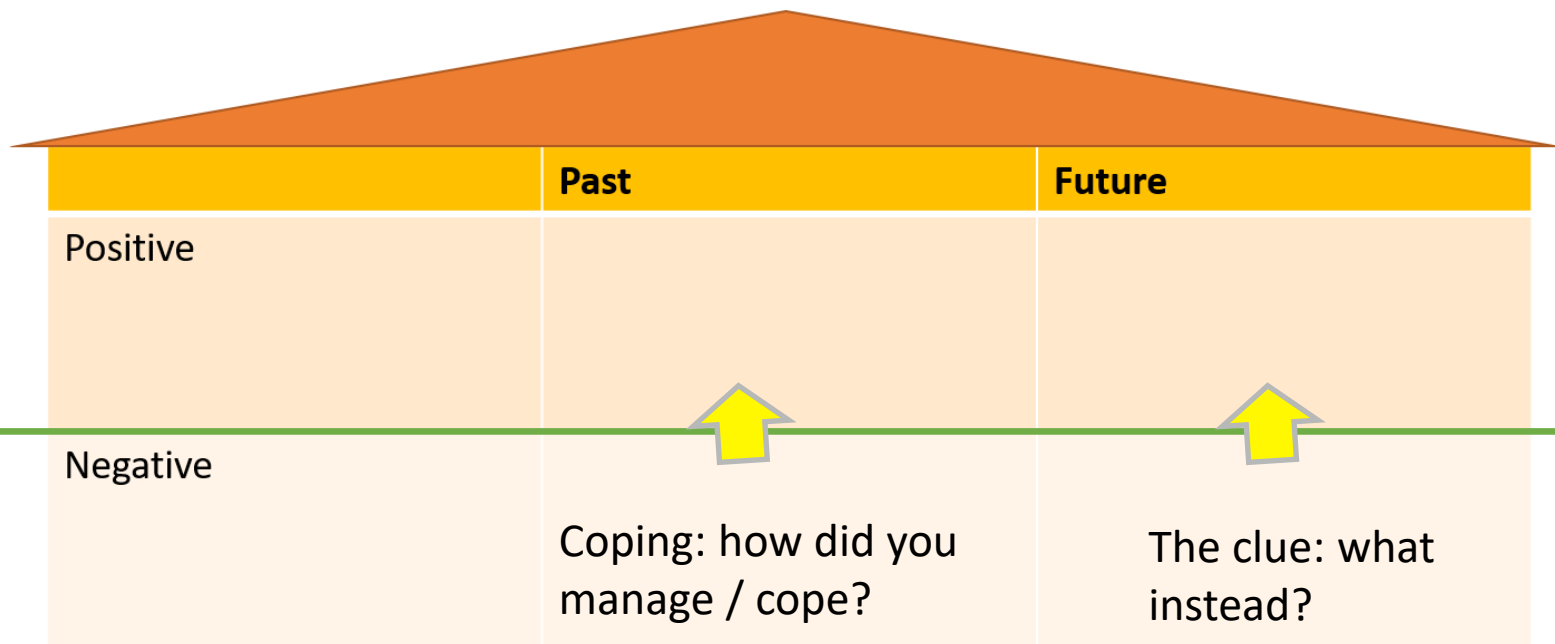 Past
Future
Positive
Negative
Coping: how did you
manage / cope?
The clue: what
instead?